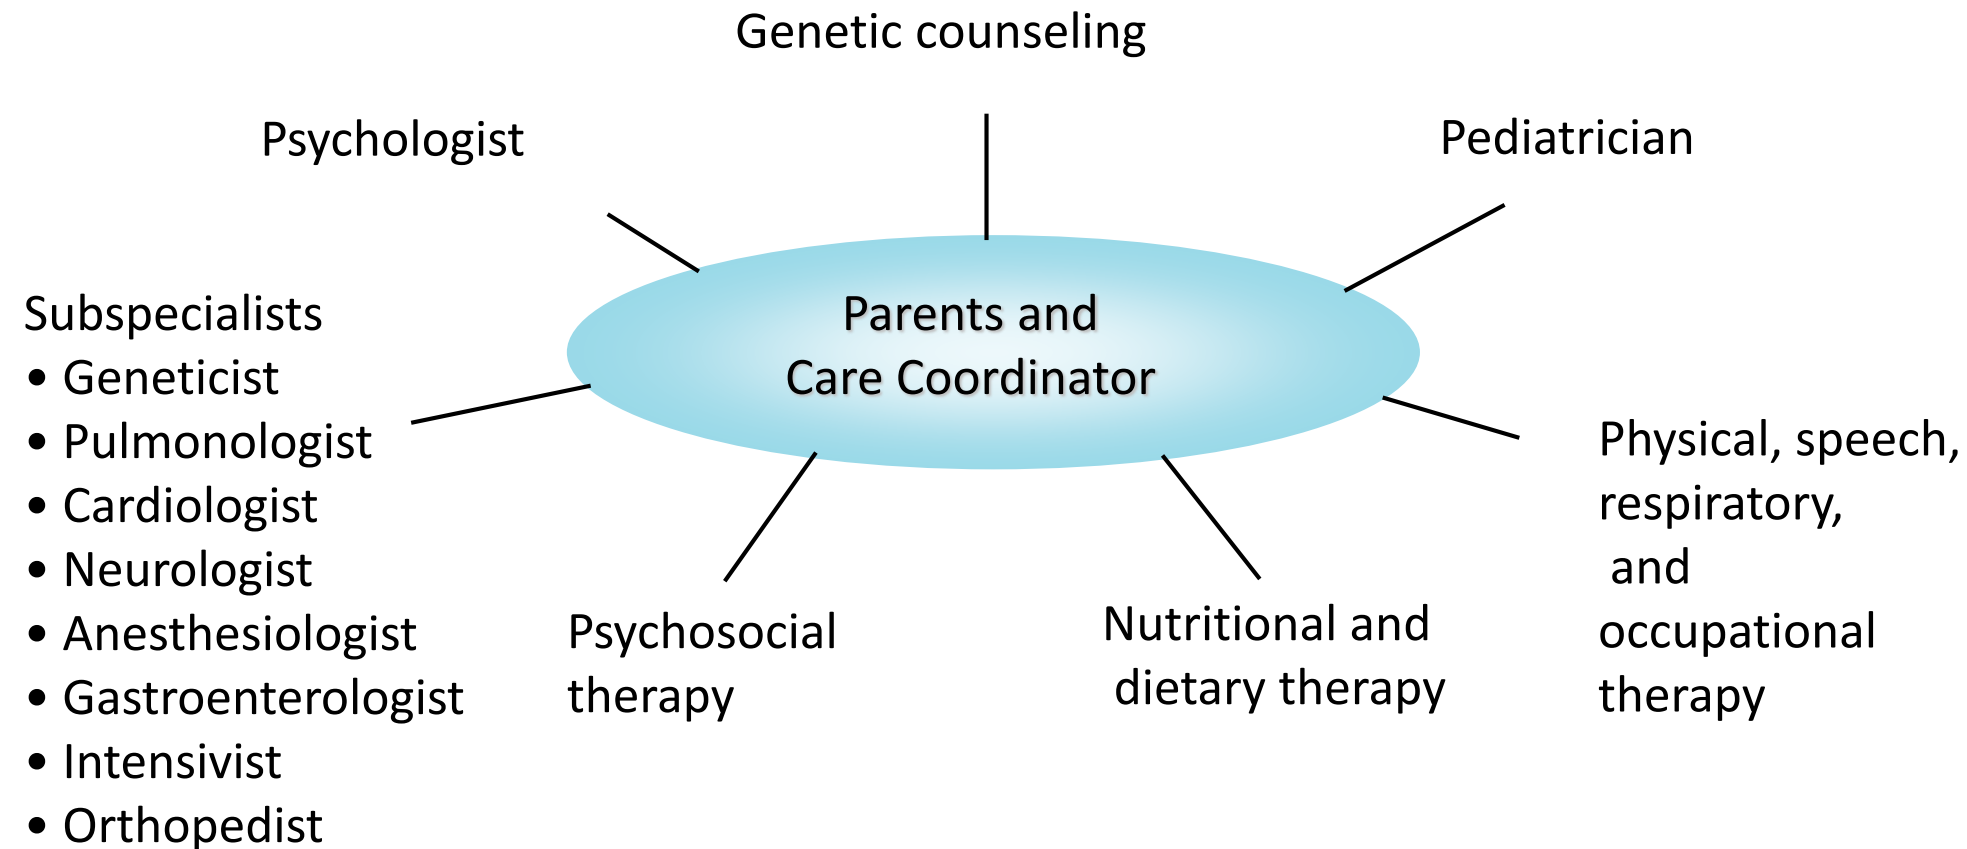 Genetic counseling
Psychologist
Pediatrician
Parents and
Care Coordinator
Subspecialists
• Geneticist
• Pulmonologist
• Cardiologist
• Neurologist
• Anesthesiologist
• Gastroenterologist
• Intensivist
• Orthopedist
Psychosocial
therapy
Nutritional and
dietary therapy
Physical, speech,
respiratory,
and
occupational
therapy